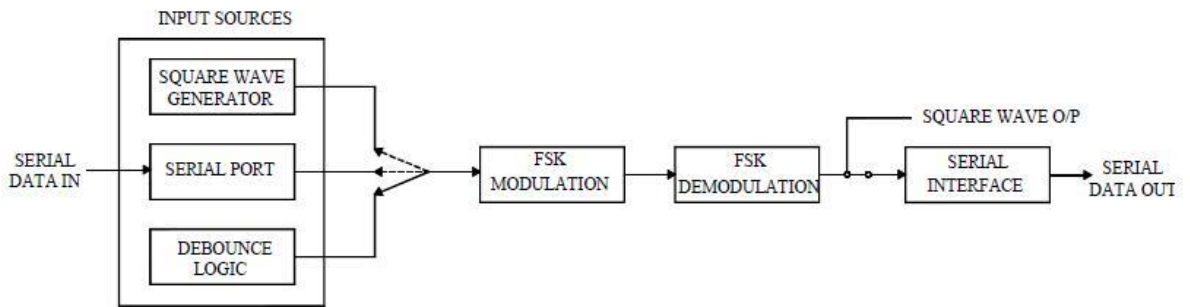 INPUT SOURCES
SQUARE WAVE
GENERATOR
SERIAL
DATA IN
SERIAL PORT
DEBOUNCE
LOGIC
FSK
MODULATION
FSK
DEMODULATION
SQUARE WAVE O/P
SERIAL
INTERFACE
SERIAL
DATA OUT